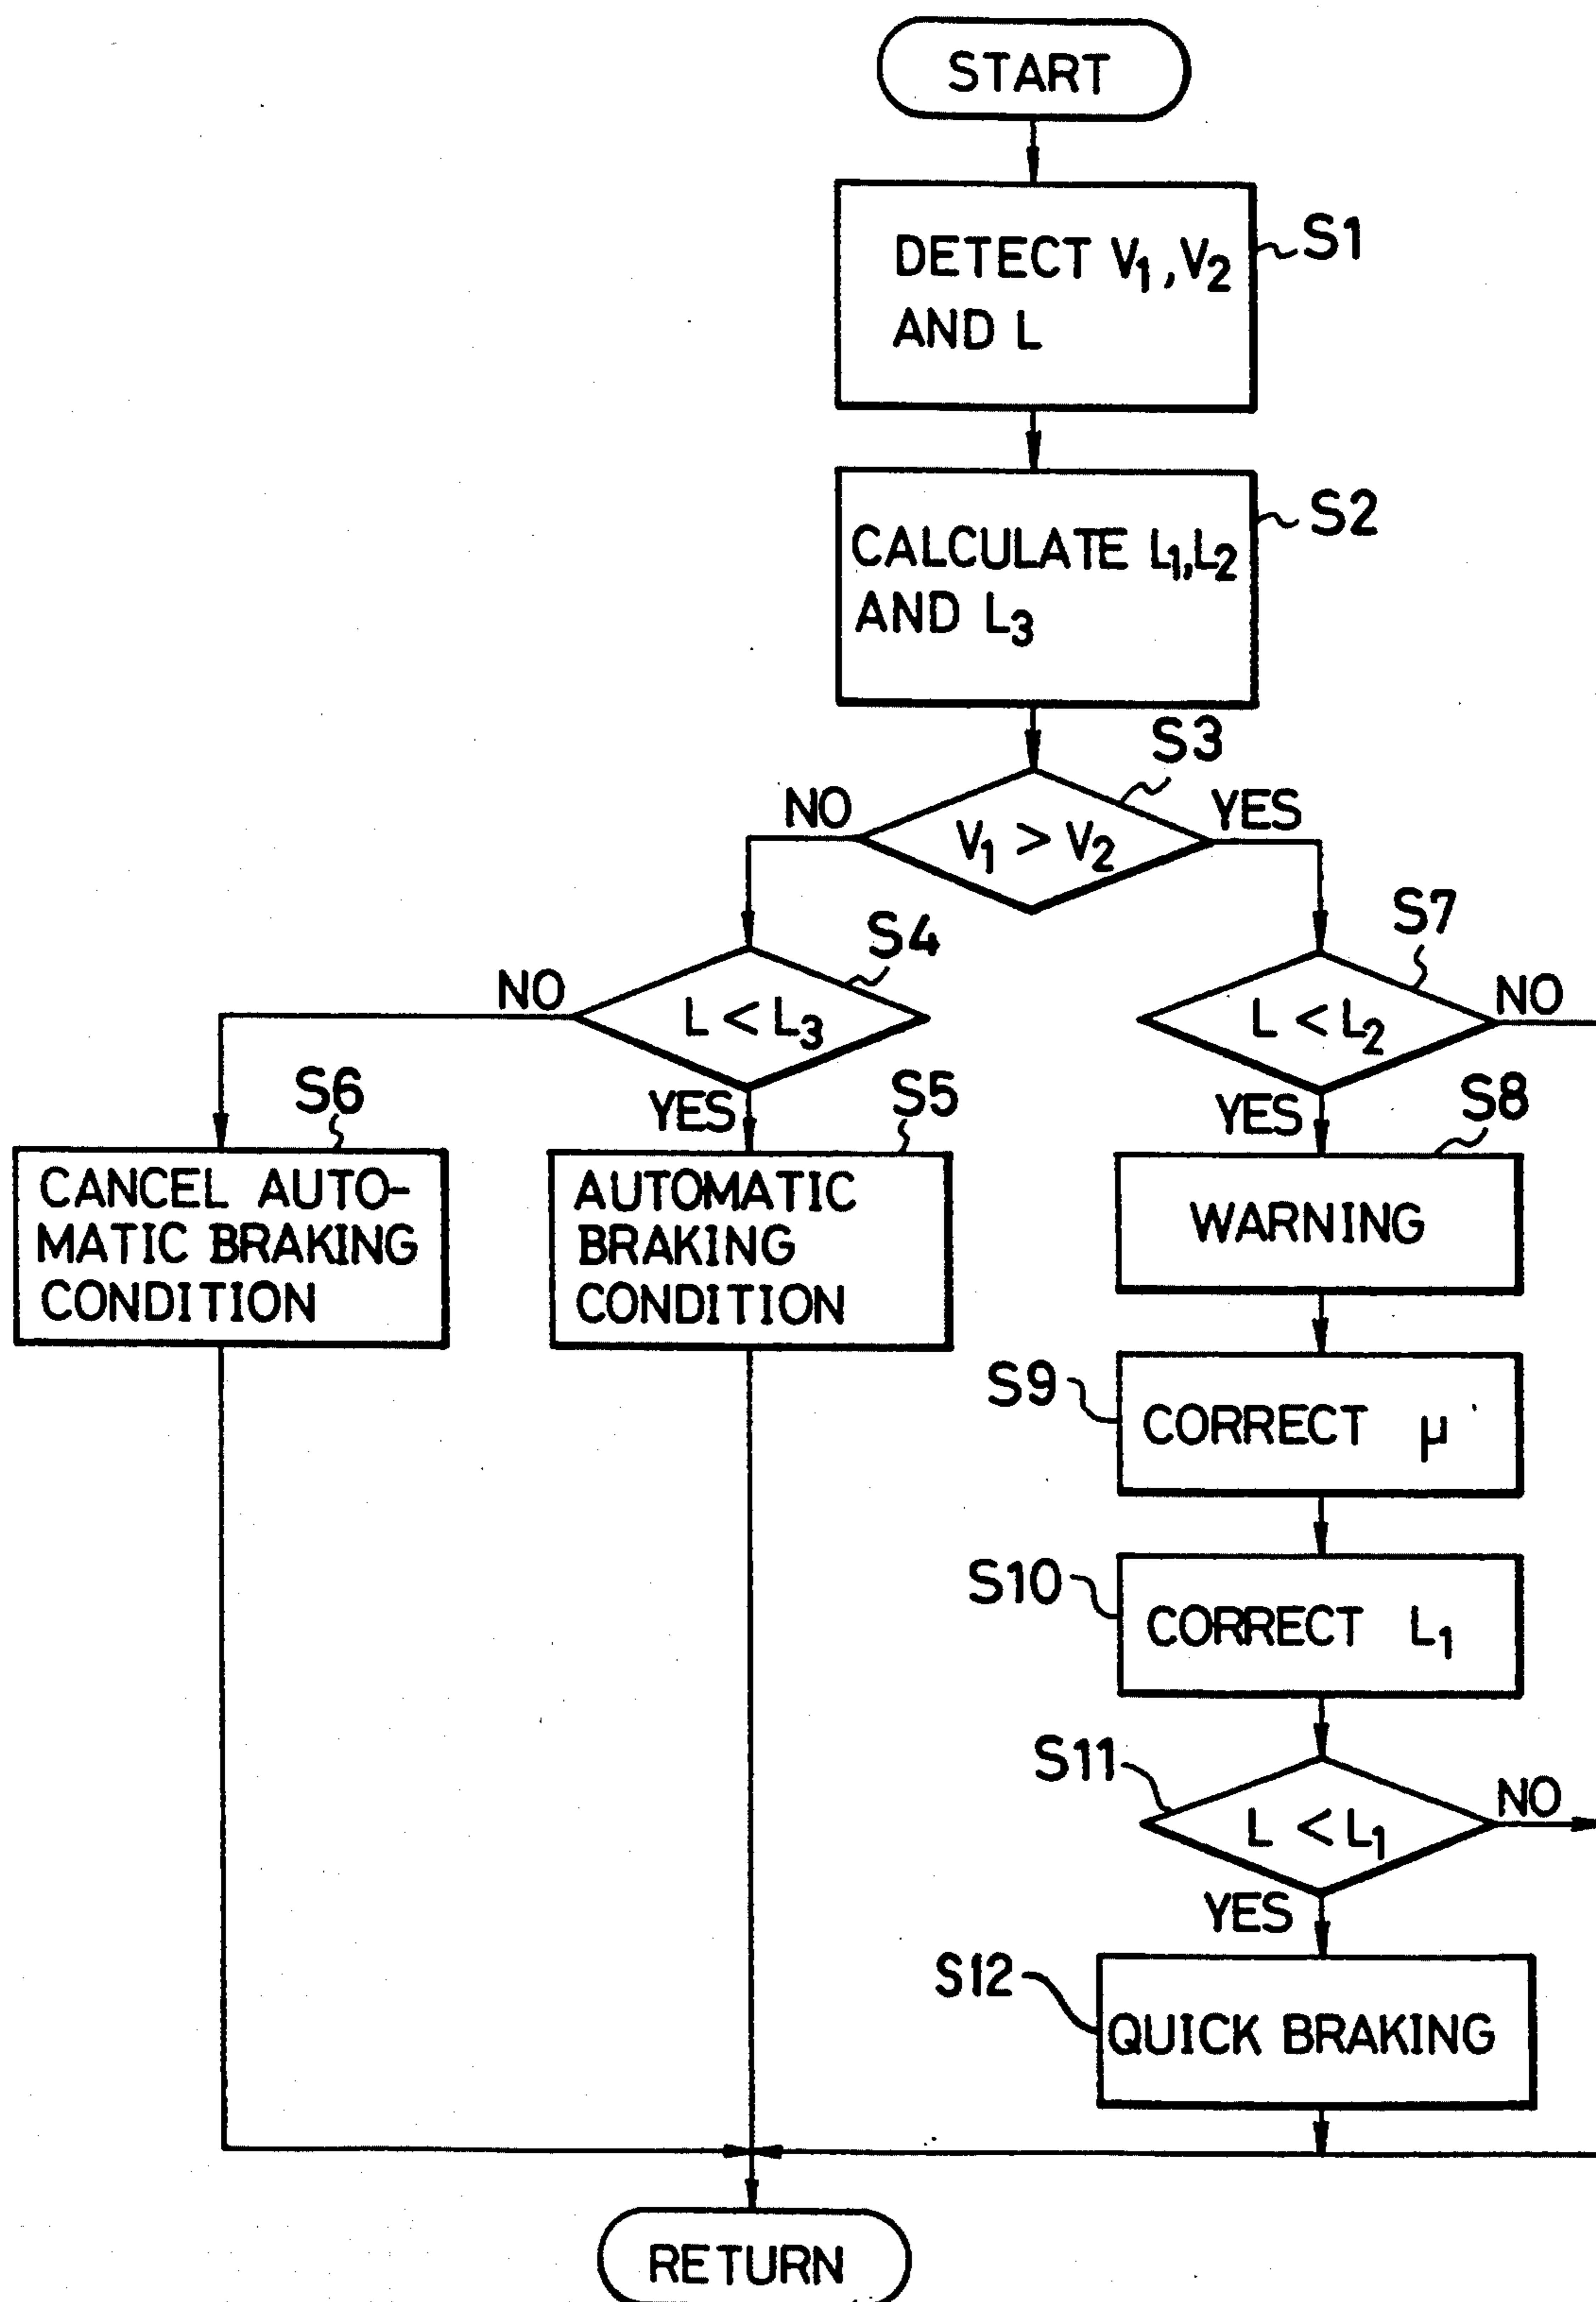 START
DETECT V₁, V₂
AND L
S1
CALCULATE L₁, L₂
AND L₃
S2
S3
NO
V₁ > V₂
YES
S4
NO
L < L₃
YES
S7
L < L₂
NO
YES
S6
CANCEL AUTO-
MATIC BRAKING
CONDITION
S5
AUTOMATIC
BRAKING
CONDITION
S8
WARNING
S9
CORRECT μ
S10
CORRECT L₁
S11
L < L₁
NO
YES
S12
QUICK BRAKING
RETURN